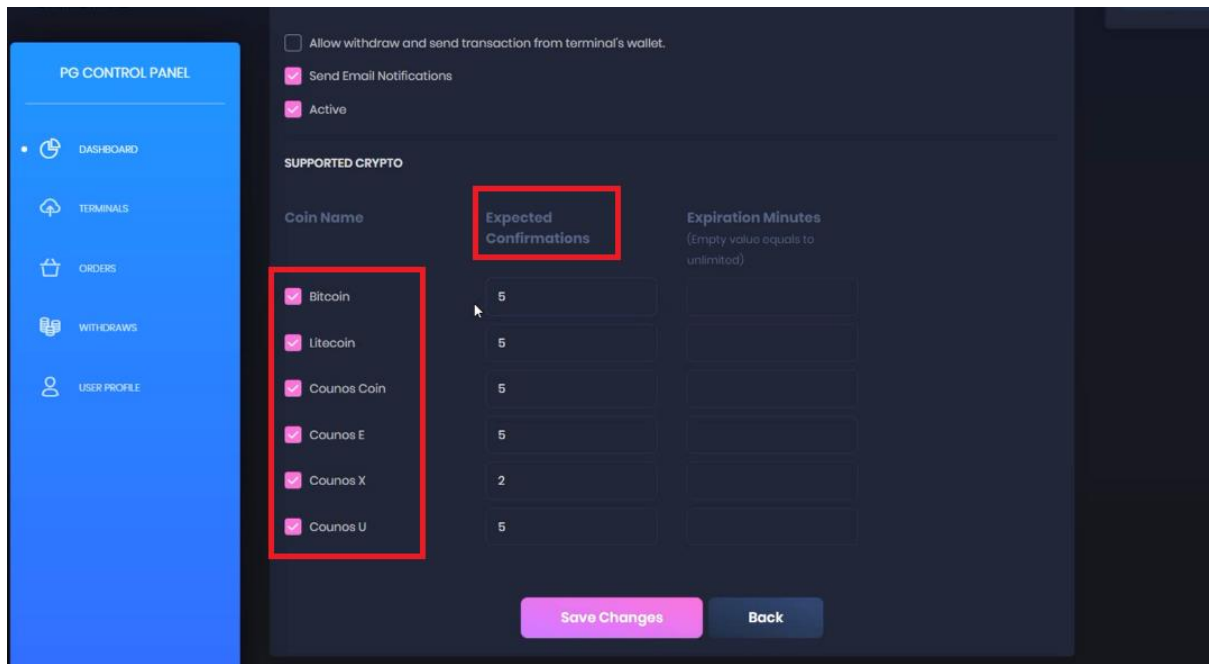 PG CONTROL PANEL
DASHBOARD
TERMINALS
ORDERS
WITHDRAWS
USER PROFILE
Allow withdraw and send transaction from terminal's wallet.
Send Email Notifications
Active
SUPPORTED CRYPTO
Coin Name
Expected
Confirmations
Expiration Minutes
(Empty value equals to
unlimited)
Bitcoin 5
Litecoin 5
Counos Coin 5
Counos E 5
Counos X 2
Counos U 5
Save Changes Back